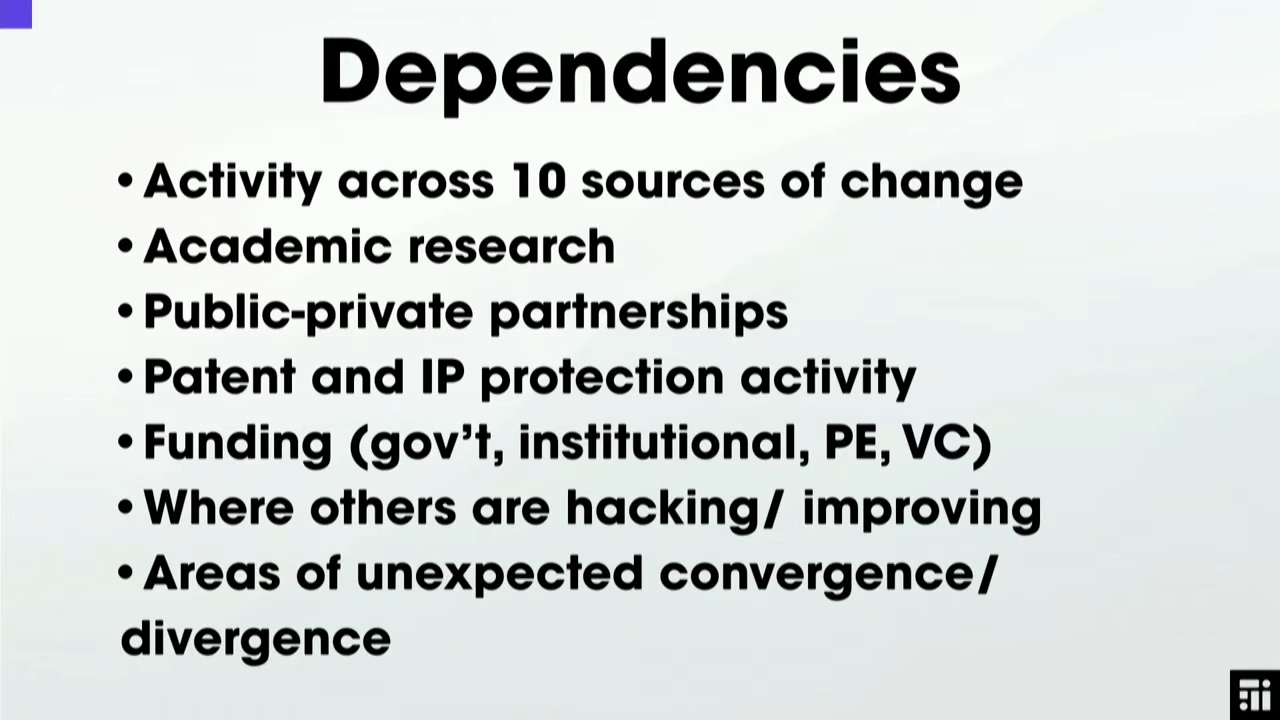 Dependencies
• Activity across 10 sources of change
• Academic research
• Public-private partnerships
• Patent and IP protection activity
• Funding (gov’t, institutional, PE, VC)
• Where others are hacking/ improving
• Areas of unexpected convergence/
divergence